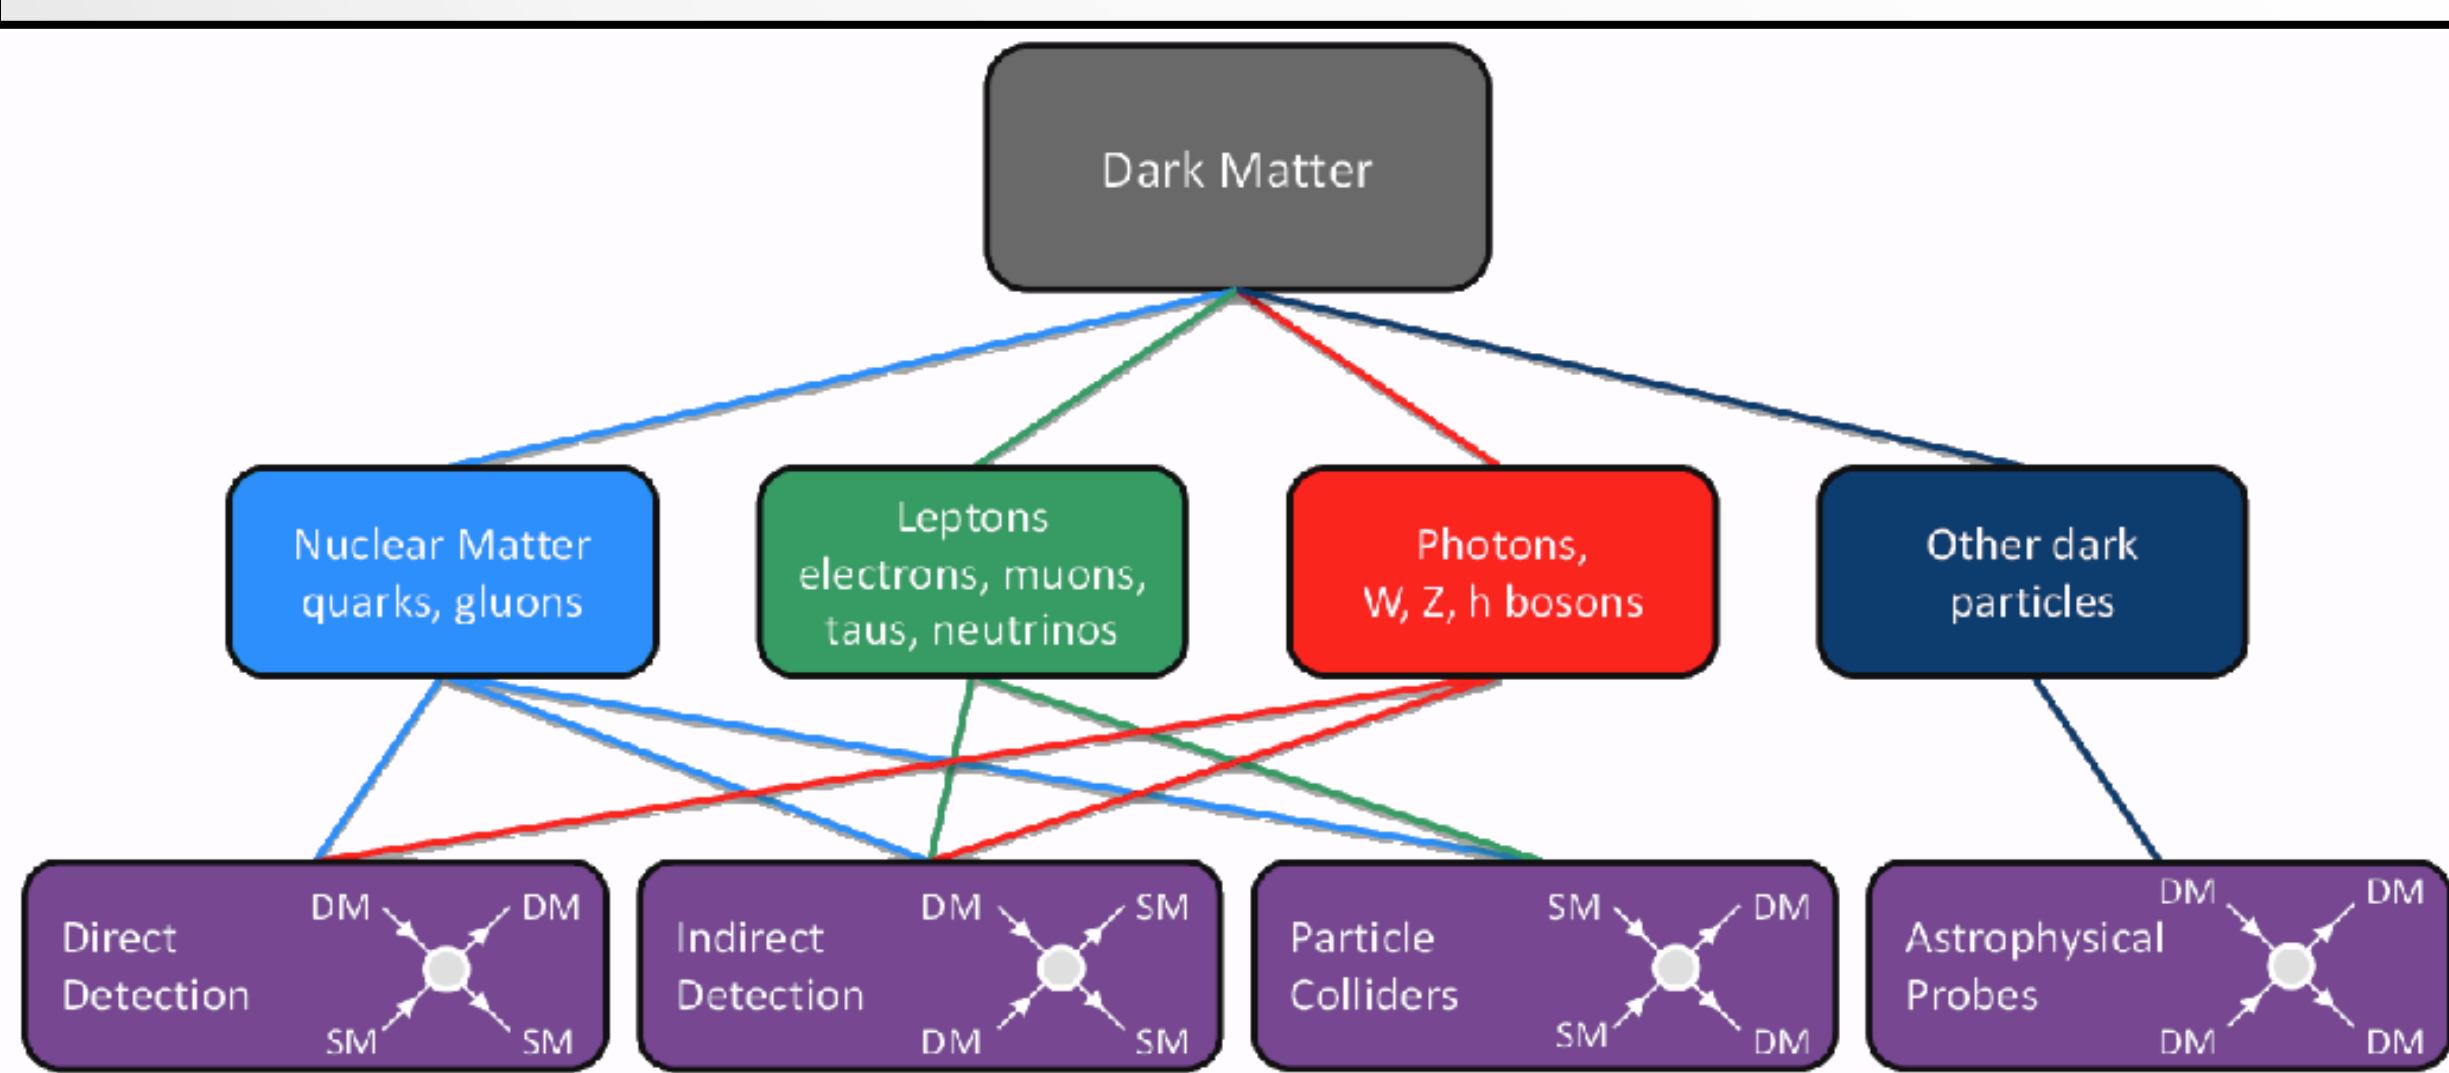 Dark Matter
Nuclear Matter
quarks, gluons
Leptons
electrons, muons,
taus, neutrinos
Photons,
W, Z, h bosons
Other dark
particles
Direct
Detection
DM
DM
SM
SM
Indirect
Detection
DM
SM
DM
SM
Particle
Colliders
SM
DM
SM
DM
Astrophysical
Probes
DM
DM
DM
DM